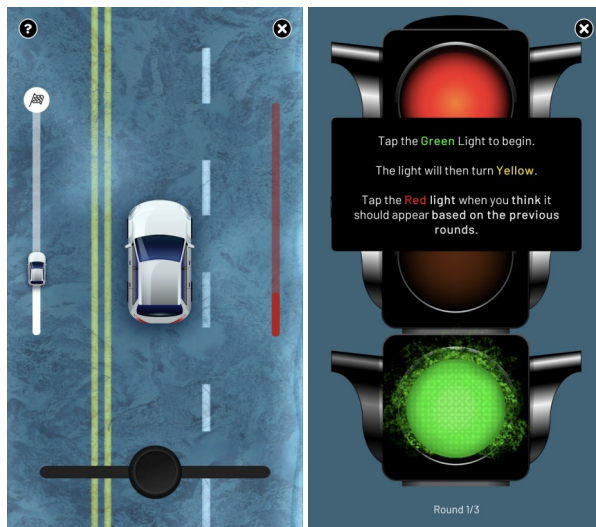 ?
Tap the Green Light to begin.
The light will then turn Yellow.
Tap the Red light when you think it
should appear based on the previous
rounds.
Round 1/3